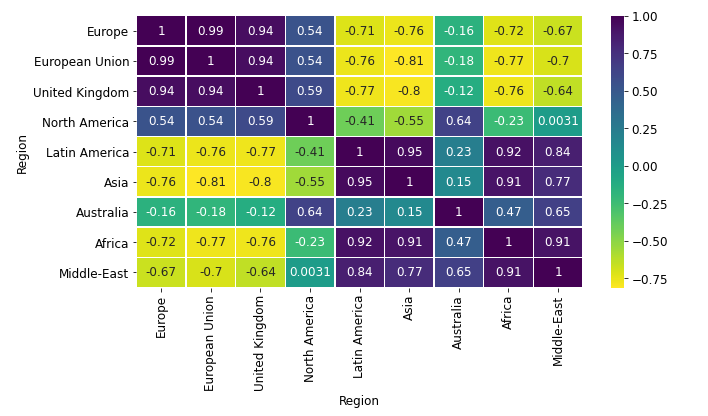 Europe 1 0.99 0.94 0.54 -0.71 -0.76 -0.16 -0.72 -0.67
European Union 0.99 1 0.94 0.54 -0.76 -0.81 -0.18 -0.77 -0.7
United Kingdom 0.94 0.94 1 0.59 -0.77 -0.8 -0.12 -0.76 -0.64
North America 0.54 0.54 0.59 1 -0.41 -0.55 0.64 -0.23 0.0031
Latin America -0.71 -0.76 -0.77 -0.41 1 0.95 0.23 0.92 0.84
Asia -0.76 -0.81 -0.8 -0.55 0.95 1 0.15 0.91 0.77
Australia -0.16 -0.18 -0.12 0.64 0.23 0.15 1 0.47 0.65
Africa -0.72 -0.77 -0.76 -0.23 0.92 0.91 0.47 1 0.91
Middle-East -0.67 -0.7 -0.64 0.0031 0.84 0.77 0.65 0.91 1
Region
Europe
European Union
United Kingdom
North America
Latin America
Asia
Australia
Africa
Middle-East
Region
1.00
0.75
0.50
0.25
0.00
−0.25
−0.50
−0.75